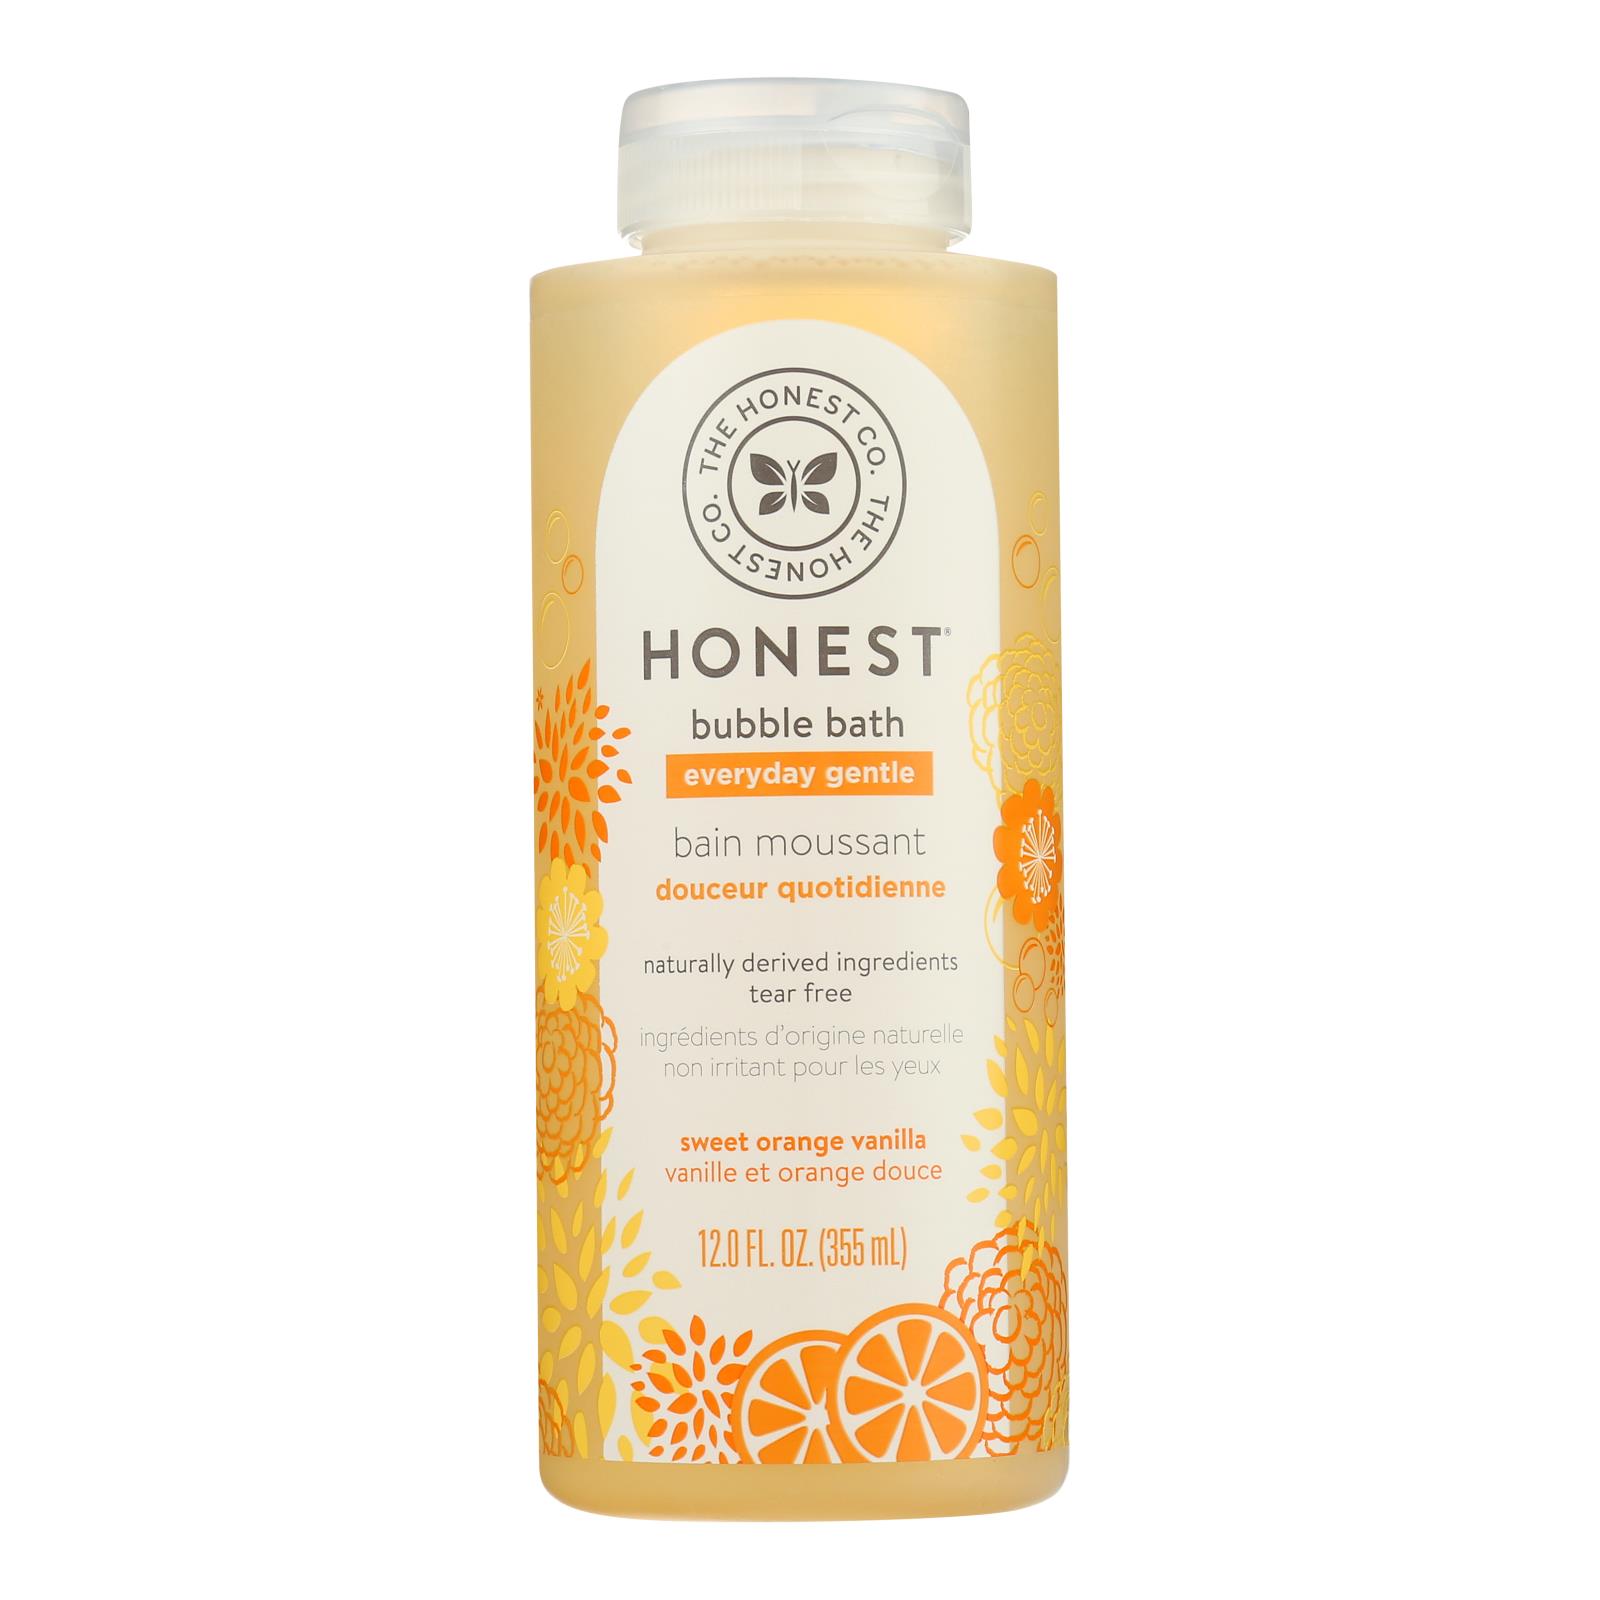 THE HONEST CO. THE HONEST CO.
HONEST®
bubble bath
everyday gentle
bain moussant
douceur quotidienne
naturally derived ingredients
tear free
ingrédients d'origine naturelle
non irritant pour les yeux
sweet orange vanilla
vanille et orange douce
12.0 FL. OZ. (355 mL)